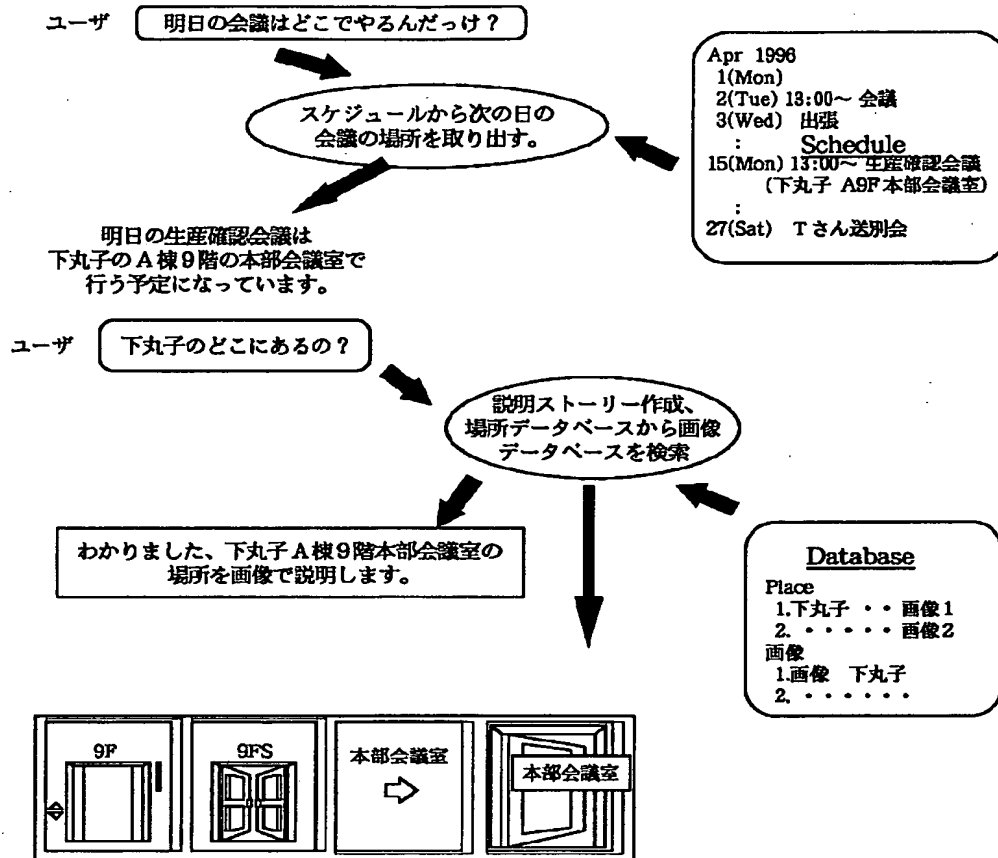 ユーザ
明日の会議はどこでやるんだっけ？
スケジュールから次の日の
会議の場所を取り出す。
Apr 1996
1(Mon)
2(Tue) 13:00〜 会議
3(Wed) 出張
:
Schedule
15(Mon) 13:00〜 生産確認会議
(下丸子 A9F本部会議室)
:
27(Sat) Tさん送別会
明日の生産確認会議は
下丸子のA棟9階の本部会議室で
行う予定になっています。
ユーザ
下丸子のどこにあるの？
説明ストーリー作成、
場所データベースから画像
データベースを検索
わかりました、下丸子A棟9階本部会議室の
場所を画像で説明します。
Database
Place
1.下丸子 ・・ 画像1
2. ・・・・・ 画像2
画像
1.画像 下丸子
2. ・・・・・・
9F
9FS
本部会議室
本部会議室